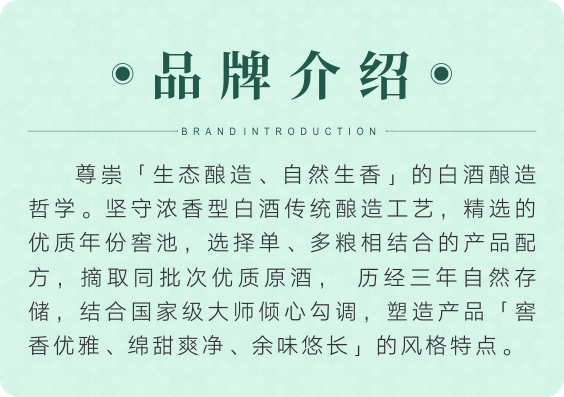 品牌介绍
BRAND INTRODUCTION
尊崇「生态酿造、自然生香」的白酒酿造
哲学。坚守浓香型白酒传统酿造工艺，精选的
优质年份窖池，选择单、多粮相结合的产品配
方，摘取同批次优质原酒， 历经三年自然存
储，结合国家级大师倾心勾调，塑造产品「窖
香优雅、绵甜爽净、余味悠长」的风格特点。